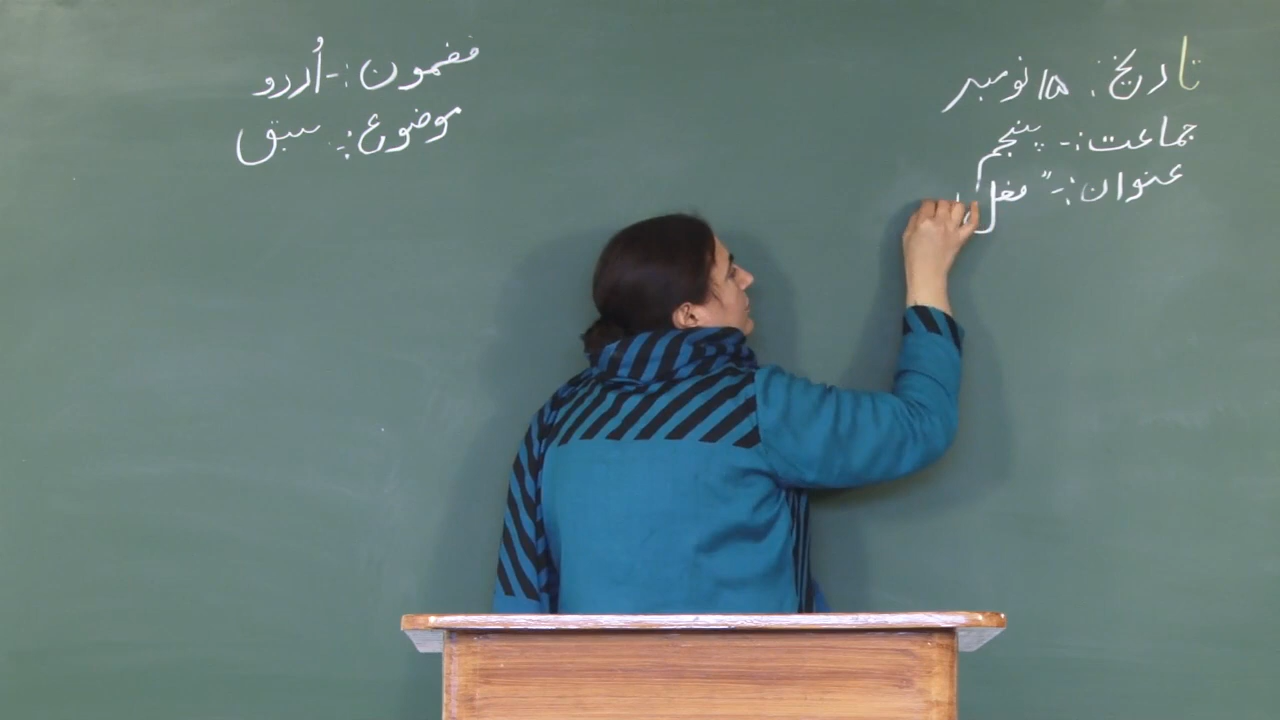 تاریخ: ۱۵ نومبر
جماعت:- پنجم
عنوان:- "مغل
مضمون:- اُردو
موضوع:- سبق